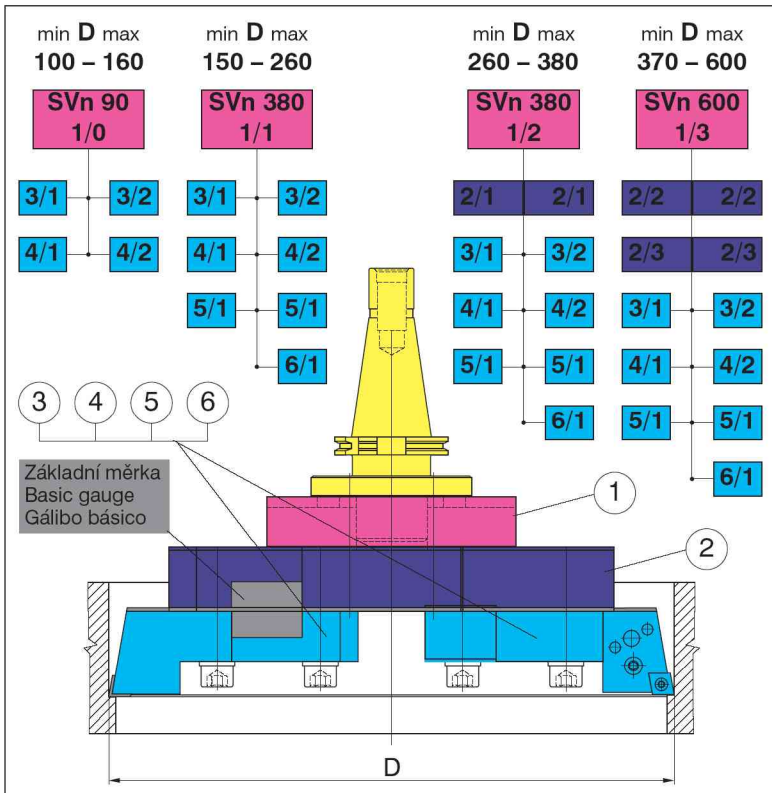 min D max
100 – 160
SVn 90
1/0
3/1 3/2
4/1 4/2
min D max
150 – 260
SVn 380
1/1
3/1 3/2
4/1 4/2
5/1 5/1
6/1
min D max
260 – 380
SVn 380
1/2
2/1 2/1
3/1 3/2
4/1 4/2
5/1 5/1
6/1
min D max
370 – 600
SVn 600
1/3
2/2 2/2
2/3 2/3
3/1 3/2
4/1 4/2
5/1 5/1
6/1
3 4 5 6
Základní měrka
Basic gauge
Gálibo básico
1
2
D